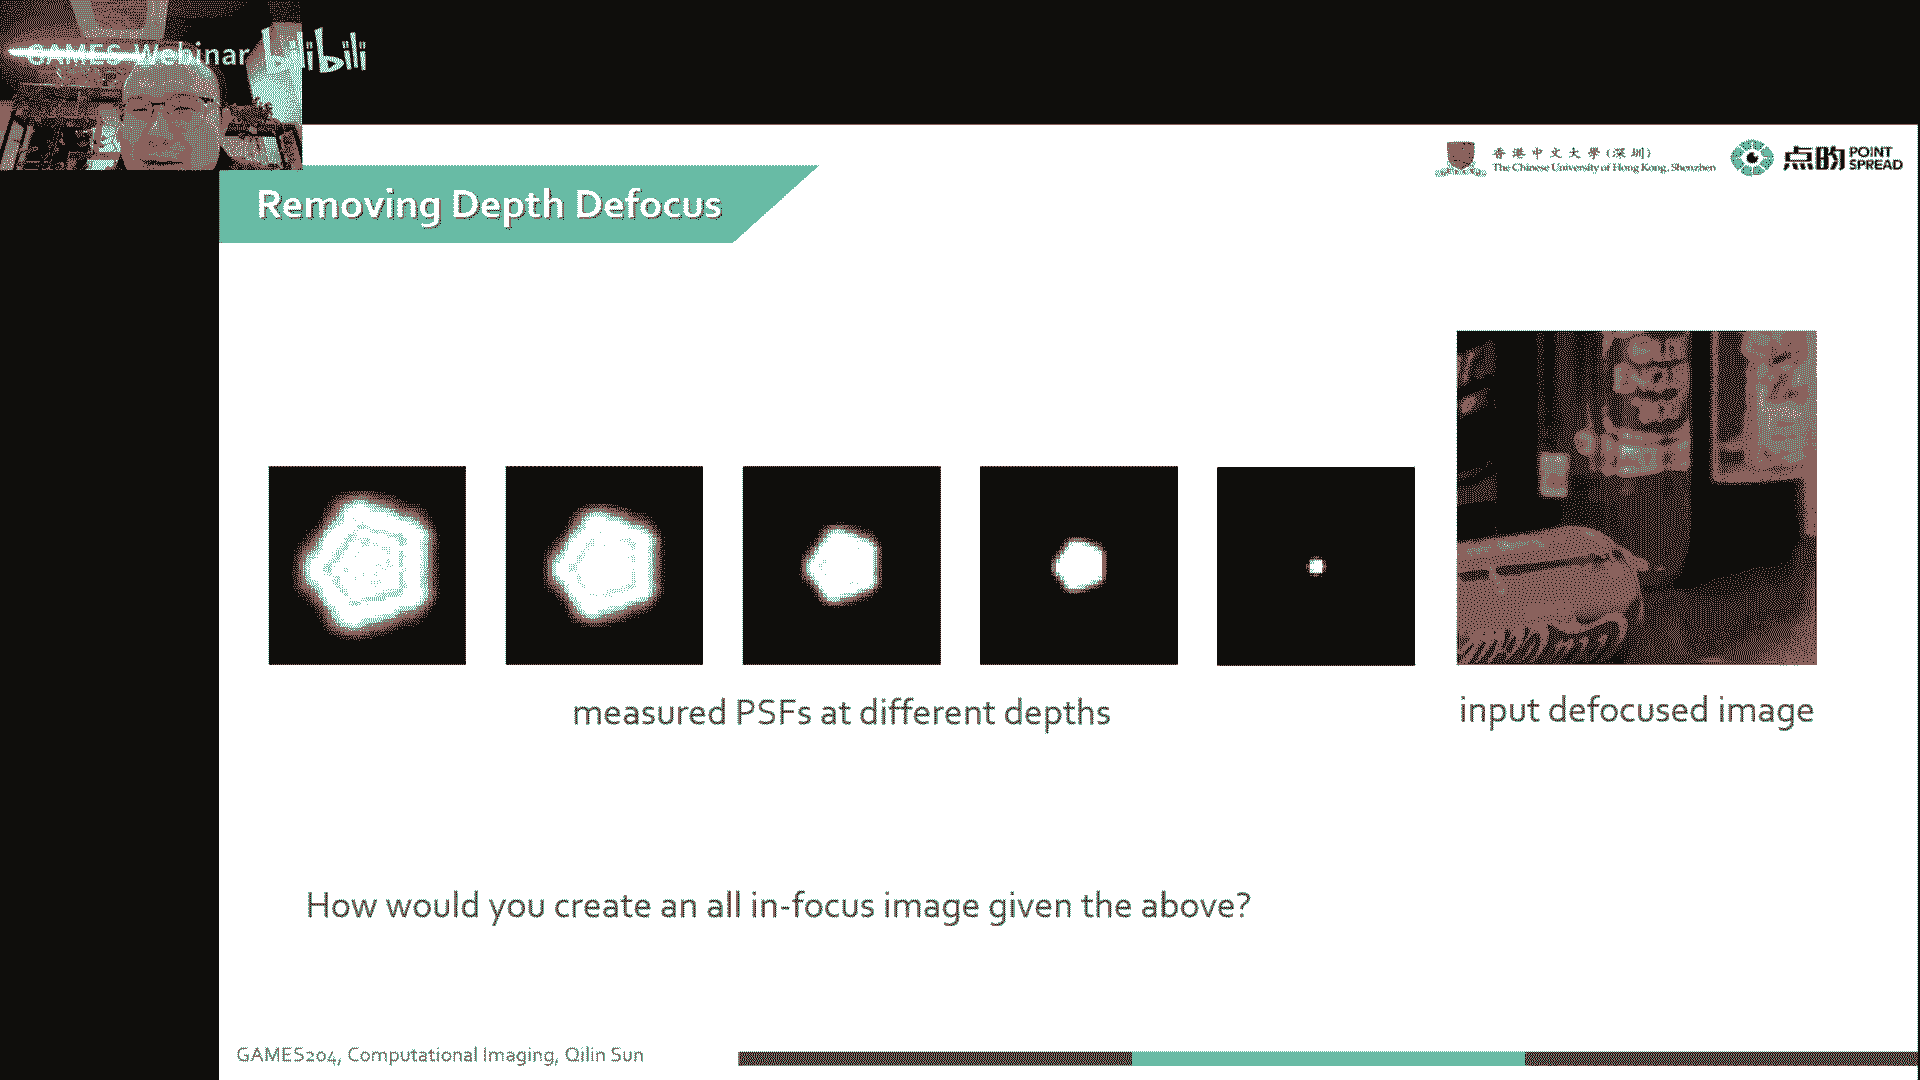 GAMES-Webinar bilibili
香港中文大學(深圳)
The Chinese University of Hong Kong, Shenzhen
点昀 POINT SPREAD
Removing Depth Defocus
measured PSFs at different depths
input defocused image
How would you create an all in-focus image given the above?
GAMES204, Computational Imaging, Qilin Sun